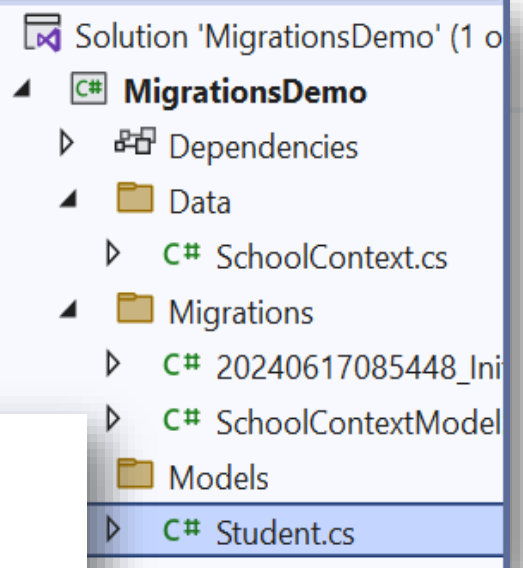 Solution 'MigrationsDemo' (1 o
C# MigrationsDemo
Dependencies
Data
C# SchoolContext.cs
Migrations
C# 20240617085448_Ini
C# SchoolContextModel
Models
C# Student.cs